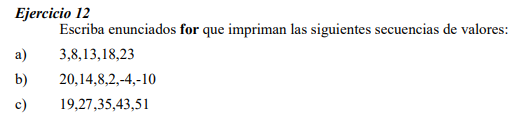 Ejercicio 12
Escriba enunciados for que impriman las siguientes secuencias de valores:
a) 3,8,13,18,23
b) 20,14,8,2,-4,-10
c) 19,27,35,43,51